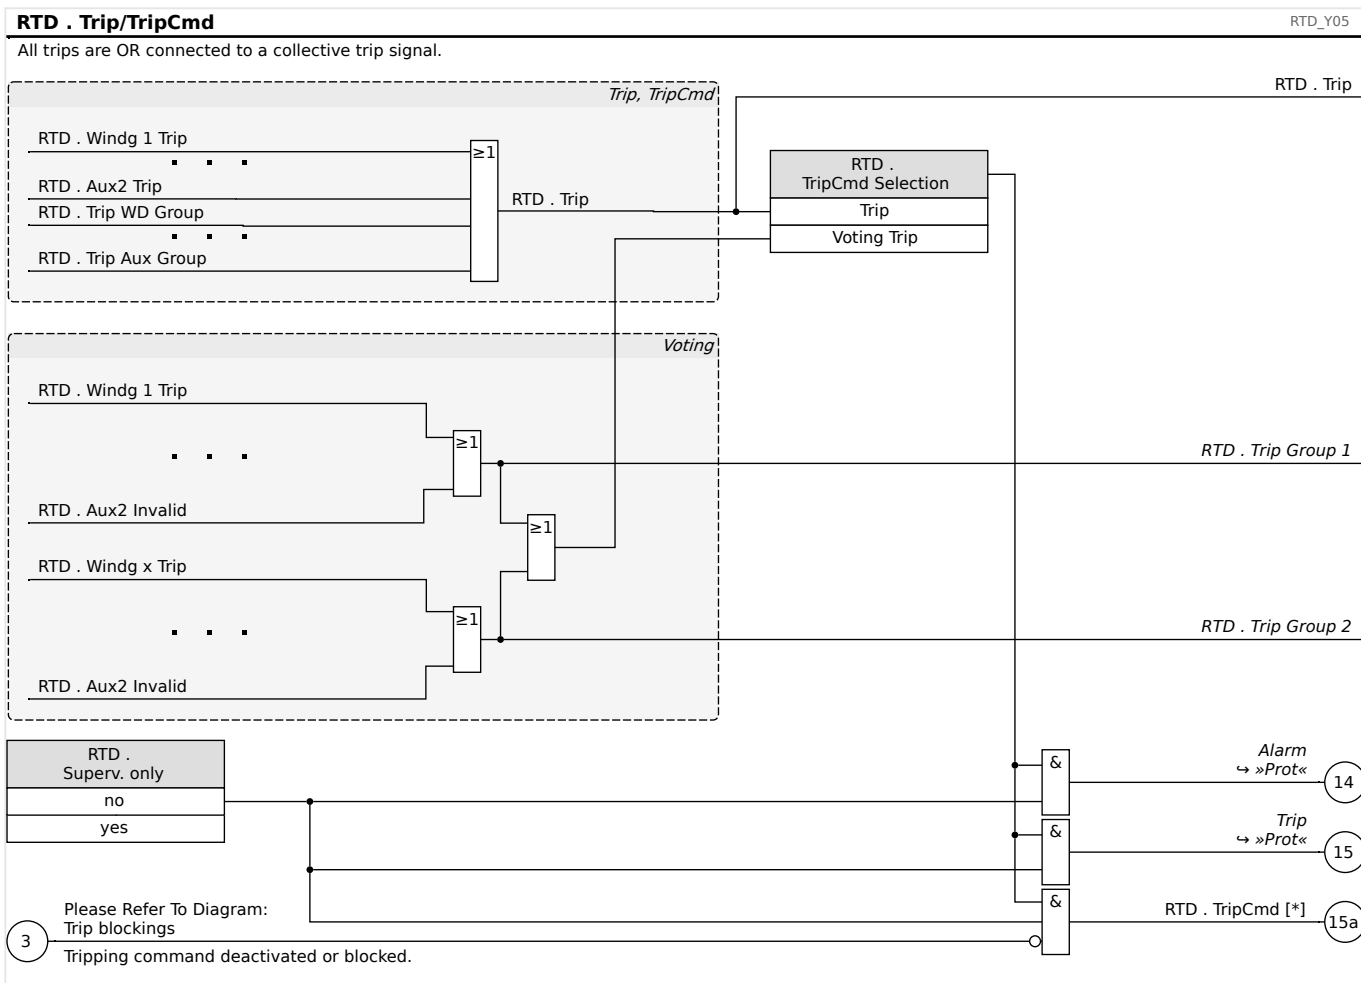 RTD . Trip/TripCmd
RTD_Y05
All trips are OR connected to a collective trip signal.
Trip, TripCmd
RTD . Trip
RTD . Windg 1 Trip
≥1
RTD . Aux2 Trip
RTD . Trip WD Group
RTD . Trip
RTD . Trip Aux Group
RTD .
TripCmd Selection
Trip
Voting Trip
Voting
RTD . Windg 1 Trip
≥1
RTD . Trip Group 1
RTD . Aux2 Invalid
≥1
RTD . Windg x Trip
≥1
RTD . Trip Group 2
RTD . Aux2 Invalid
RTD .
Superv. only
no
yes
&
Alarm
↪ »Prot«
14
&
Trip
↪ »Prot«
15
&
RTD . TripCmd [*]
15a
Please Refer To Diagram:
Trip blockings
3
Tripping command deactivated or blocked.